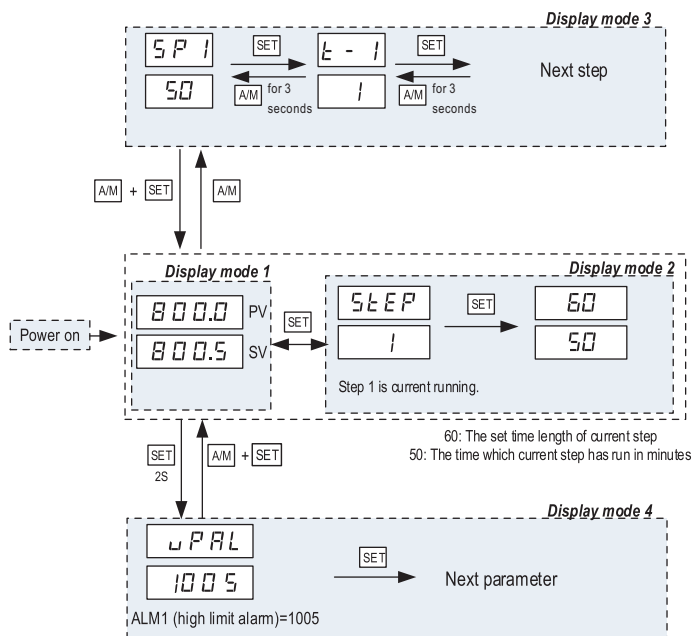 Display mode 3
SP1
SET
t-1
SET
50
A/M for 3 seconds
1
A/M for 3 seconds
Next step
A/M + SET
A/M
Display mode 1
Display mode 2
Power on
800.0 PV
800.5 SV
SET
StEP
1
SET
60
50
Step 1 is current running.
60: The set time length of current step
50: The time which current step has run in minutes
SET
2S
A/M + SET
Display mode 4
uPAL
1005
SET
Next parameter
ALM1 (high limit alarm)=1005